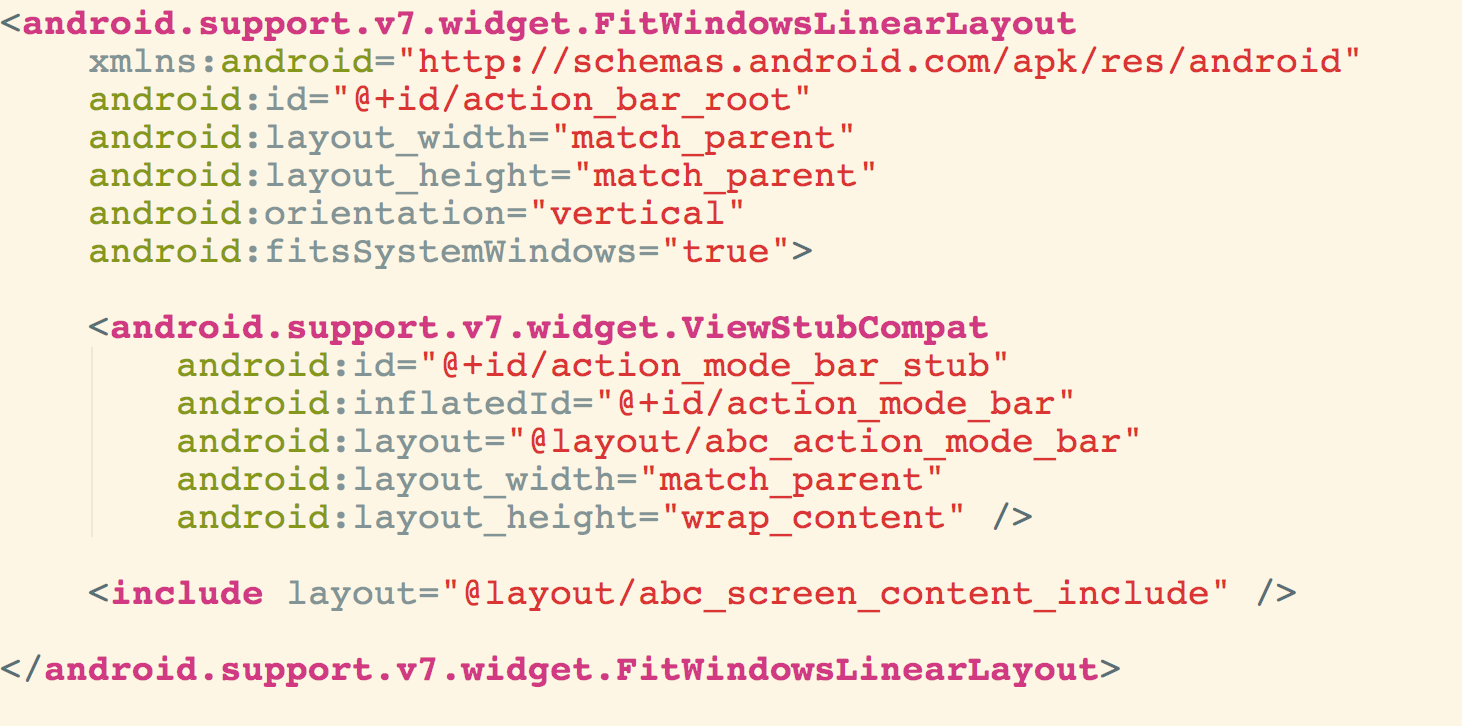 <android.support.v7.widget.FitWindowsLinearLayout
    xmlns:android="http://schemas.android.com/apk/res/android"
    android:id="@+id/action_bar_root"
    android:layout_width="match_parent"
    android:layout_height="match_parent"
    android:orientation="vertical"
    android:fitsSystemWindows="true">
    <android.support.v7.widget.ViewStubCompat
        android:id="@+id/action_mode_bar_stub"
        android:inflatedId="@+id/action_mode_bar"
        android:layout="@layout/abc_action_mode_bar"
        android:layout_width="match_parent"
        android:layout_height="wrap_content" />
    <include layout="@layout/abc_screen_content_include" />
</android.support.v7.widget.FitWindowsLinearLayout>